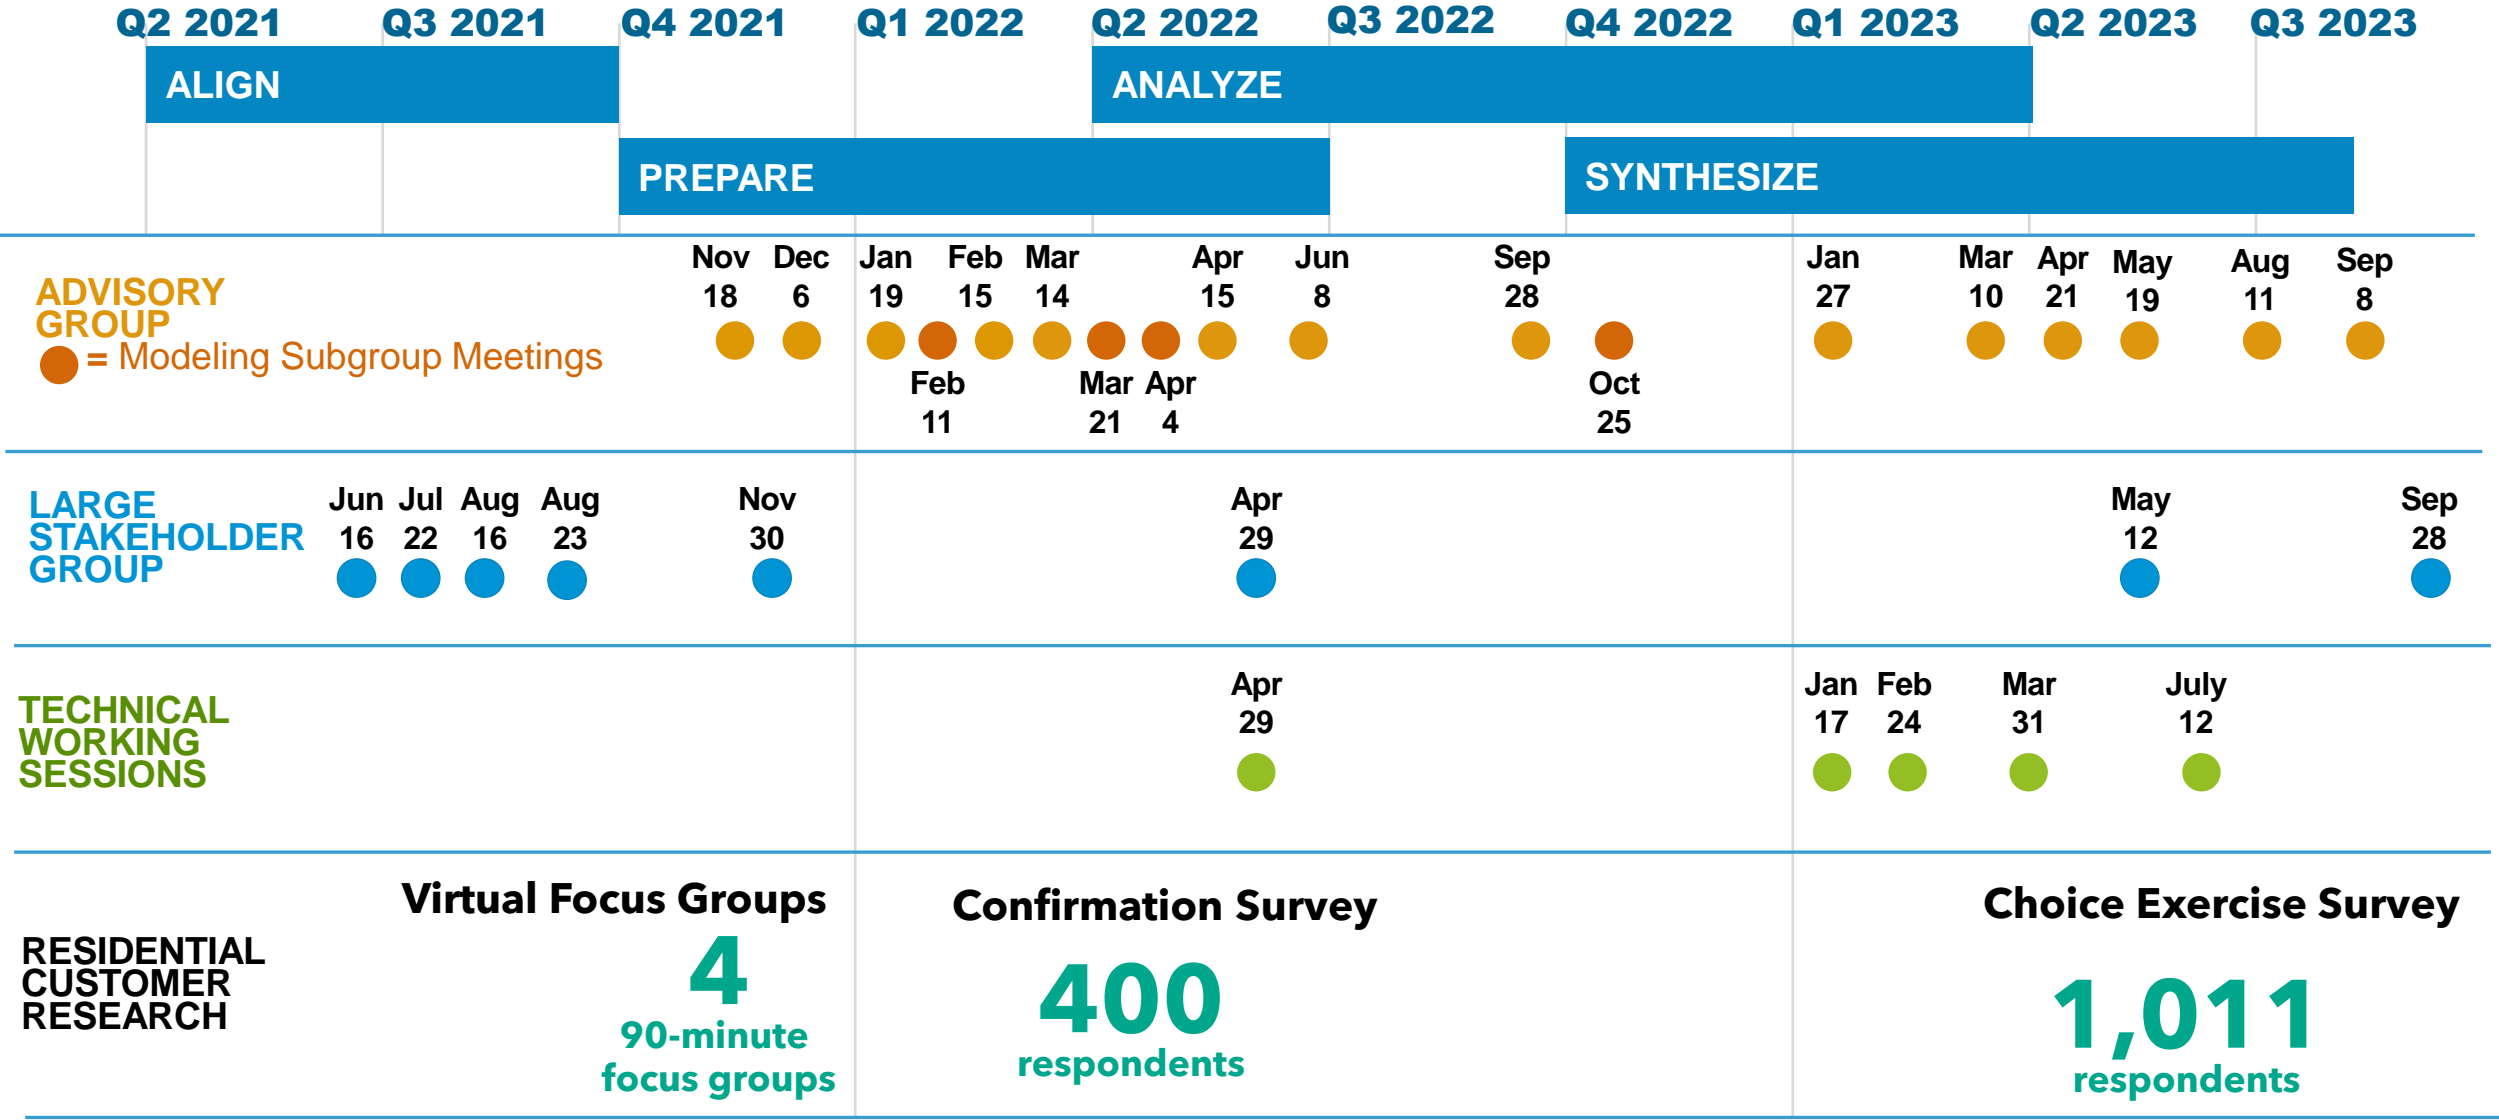 Q2 2021 Q3 2021 Q4 2021 Q1 2022 Q2 2022 Q3 2022 Q4 2022 Q1 2023 Q2 2023 Q3 2023
ALIGN ANALYZE
PREPARE SYNTHESIZE
Nov Dec Jan Feb Mar Apr Jun Sep Jan Mar Apr May Aug Sep
18 6 19 15 14 15 8 28 27 10 21 19 11 8
ADVISORY
GROUP
= Modeling Subgroup Meetings
Feb Mar Apr Oct
11 21 4 25
Jun Jul Aug Aug Nov Apr May Sep
16 22 16 23 30 29 12 28
LARGE
STAKEHOLDER
GROUP
Apr Jan Feb Mar July
29 17 24 31 12
TECHNICAL
WORKING
SESSIONS
RESIDENTIAL
CUSTOMER
RESEARCH
Virtual Focus Groups
4
90-minute
focus groups
Confirmation Survey
400
respondents
Choice Exercise Survey
1,011
respondents